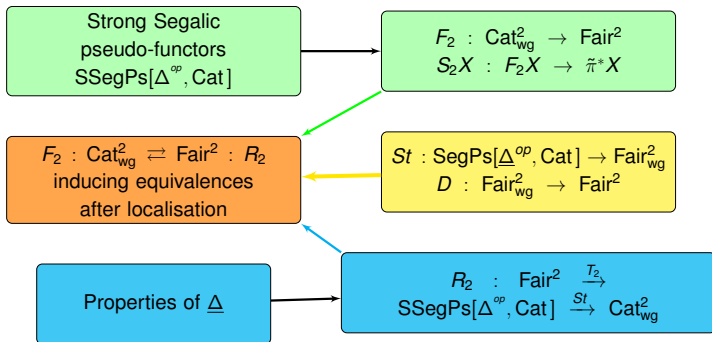 Strong Segalic
pseudo-functors
SSegPs[Δ^op, Cat]
F₂ : Cat²_wg → Fair²
S₂X : F₂X → π̃*X
F₂ : Cat²_wg ⇄ Fair² : R₂
inducing equivalences
after localisation
St : SegPs[Δ̲^op, Cat] → Fair²_wg
D : Fair²_wg → Fair²
Properties of Δ̲
R₂ : Fair² —T₂→
SSegPs[Δ^op, Cat] —St→ Cat²_wg